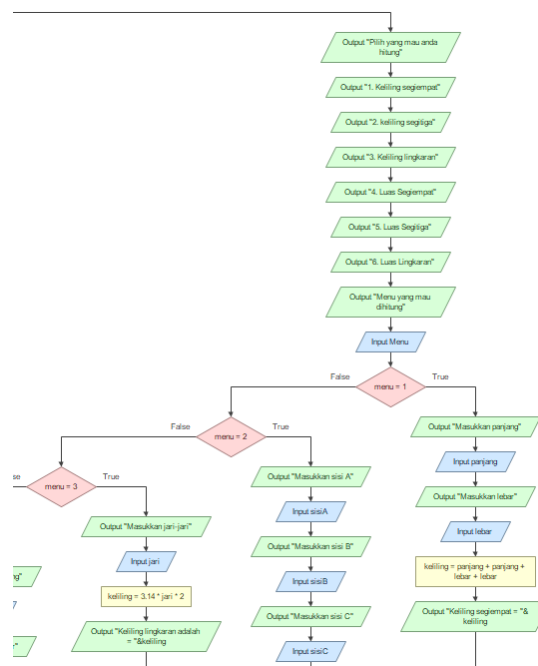 Output "Pilih yang mau anda
hitung"
Output "1. Keliling segiempat"
Output "2. keliling segitiga"
Output "3. Keliling lingkaran"
Output "4. Luas Segiempat"
Output "5. Luas Segitiga"
Output "6. Luas Lingkaran"
Output "Menu yang mau
dihitung"
Input Menu
False
True
menu = 1
False
True
menu = 2
Output "Masukkan panjang"
Input panjang
Output "Masukkan lebar"
Input lebar
keliling = panjang + panjang +
lebar + lebar
Output "Keliling segiempat = "&
keliling
Output "Masukkan sisi A"
Input sisiA
Output "Masukkan sisi B"
Input sisiB
Output "Masukkan sisi C"
Input sisiC
se
True
menu = 3
Output "Masukkan jari-jari"
Input jari
keliling = 3.14 * jari * 2
Output "Keliling lingkaran adalah
= "&keliling
ng"
7
r"